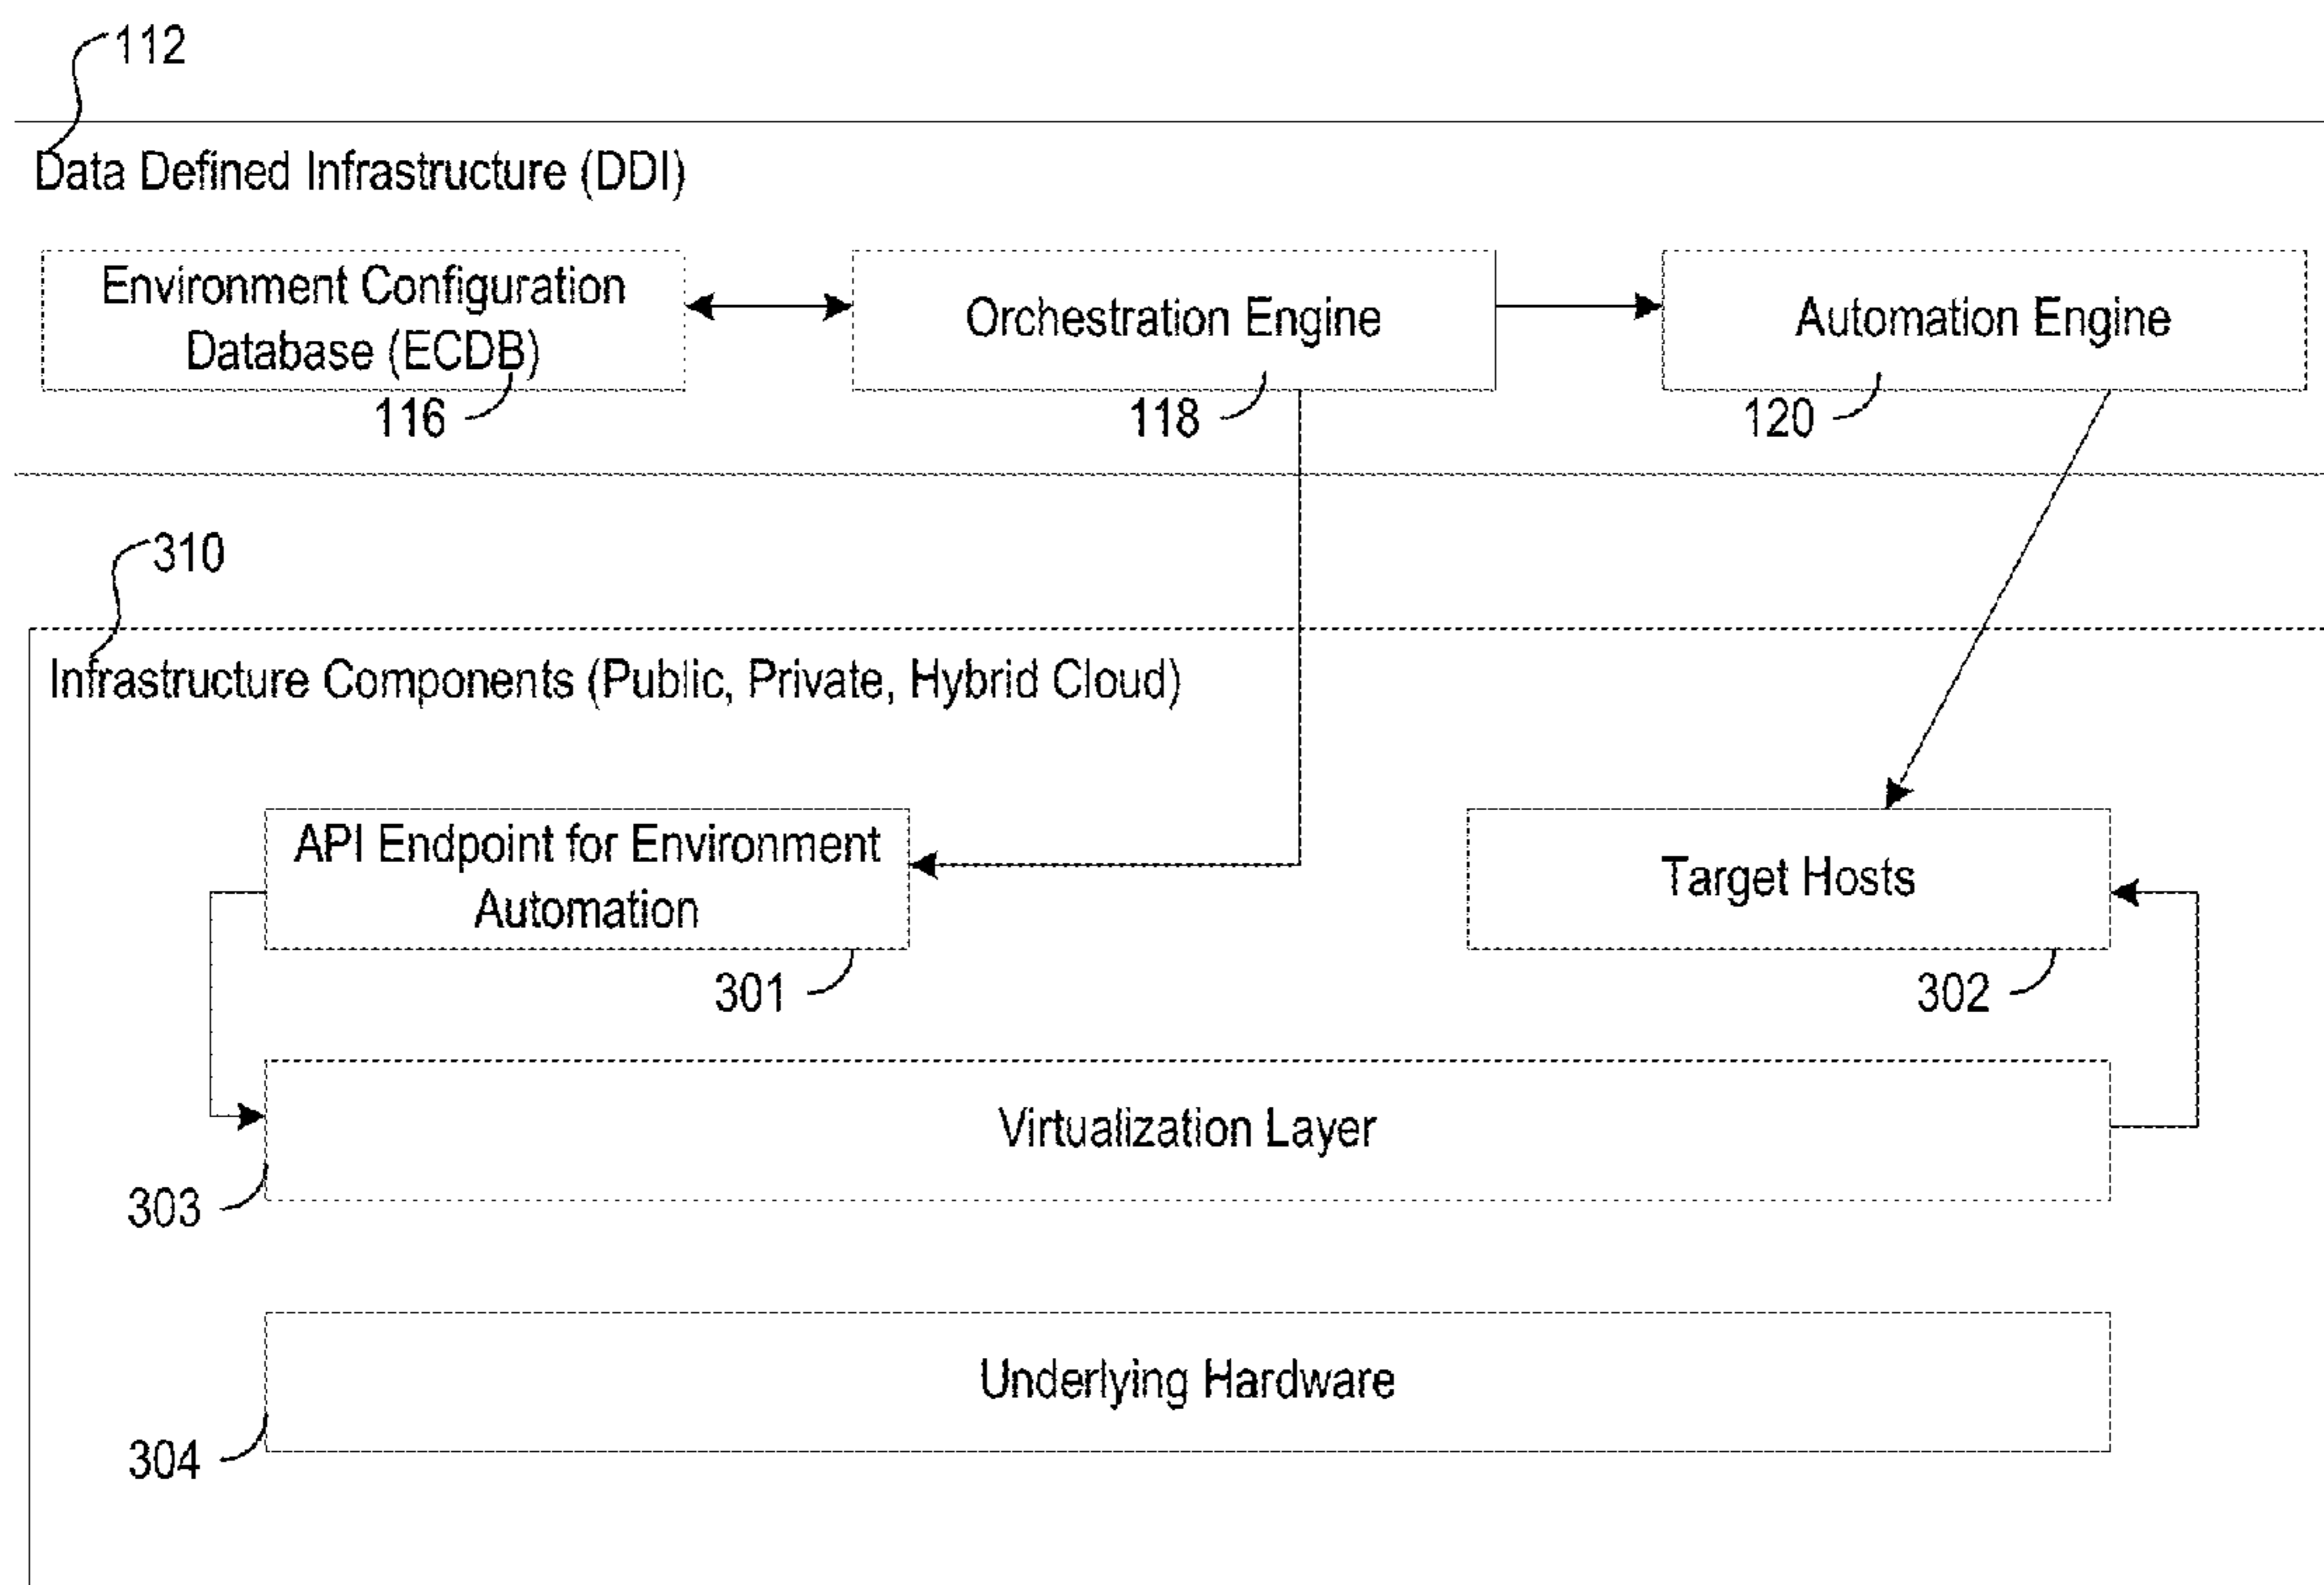 112
Data Defined Infrastructure (DDI)
Environment Configuration
Database (ECDB)
116
Orchestration Engine
118
Automation Engine
120
310
Infrastructure Components (Public, Private, Hybrid Cloud)
API Endpoint for Environment
Automation
301
Target Hosts
302
Virtualization Layer
303
Underlying Hardware
304